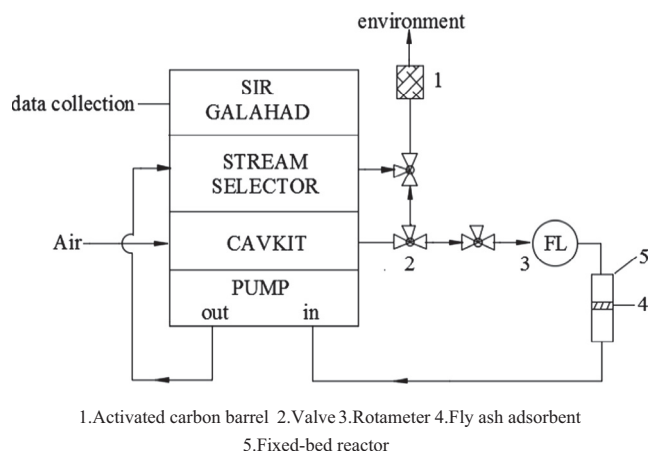 environment
1
SIR
GALAHAD
data collection
STREAM
SELECTOR
Air
CAVKIT
2
3
FL
5
4
PUMP
out
in
1.Activated carbon barrel 2.Valve 3.Rotameter 4.Fly ash adsorbent
5.Fixed-bed reactor